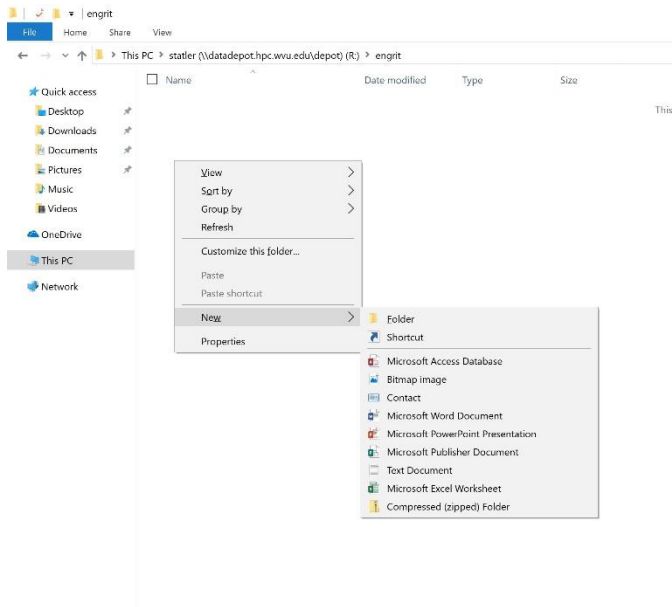 engrit
File Home Share View
This PC > statler (\\datadepot.hpc.wvu.edu\depot) (R:) > engrit
Name Date modified Type Size
This
Quick access
Desktop
Downloads
Documents
Pictures
Music
Videos
OneDrive
This PC
Network
View
Sort by
Group by
Refresh
Customize this folder...
Paste
Paste shortcut
New
Properties
Folder
Shortcut
Microsoft Access Database
Bitmap image
Contact
Microsoft Word Document
Microsoft PowerPoint Presentation
Microsoft Publisher Document
Text Document
Microsoft Excel Worksheet
Compressed (zipped) Folder